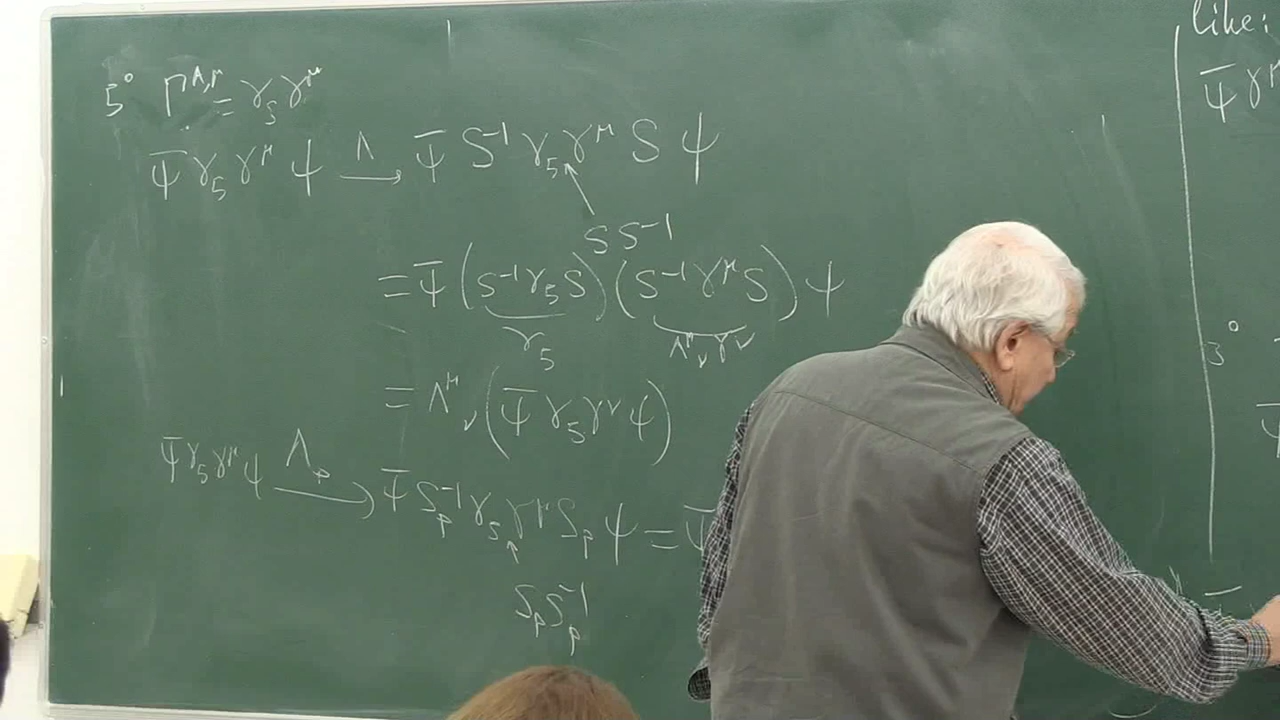 5° Γ^{A,μ} = γ_5 γ^μ
Ψ̄ γ_5 γ^μ ψ —Λ→ Ψ̄ S^{-1} γ_5 γ^μ S ψ
S S^{-1}
= Ψ̄ (S^{-1} γ_5 S) (S^{-1} γ^μ S) ψ
γ_5 Λ^μ_ν γ^ν
= Λ^μ_ν (Ψ̄ γ_5 γ^ν ψ)
Ψ̄ γ_5 γ^μ ψ —Λ_p→ Ψ̄ S_p^{-1} γ_5 γ^μ S_p ψ = Ψ̄
S_p S_p^{-1}
like:
Ψ̄ γ^μ
3°